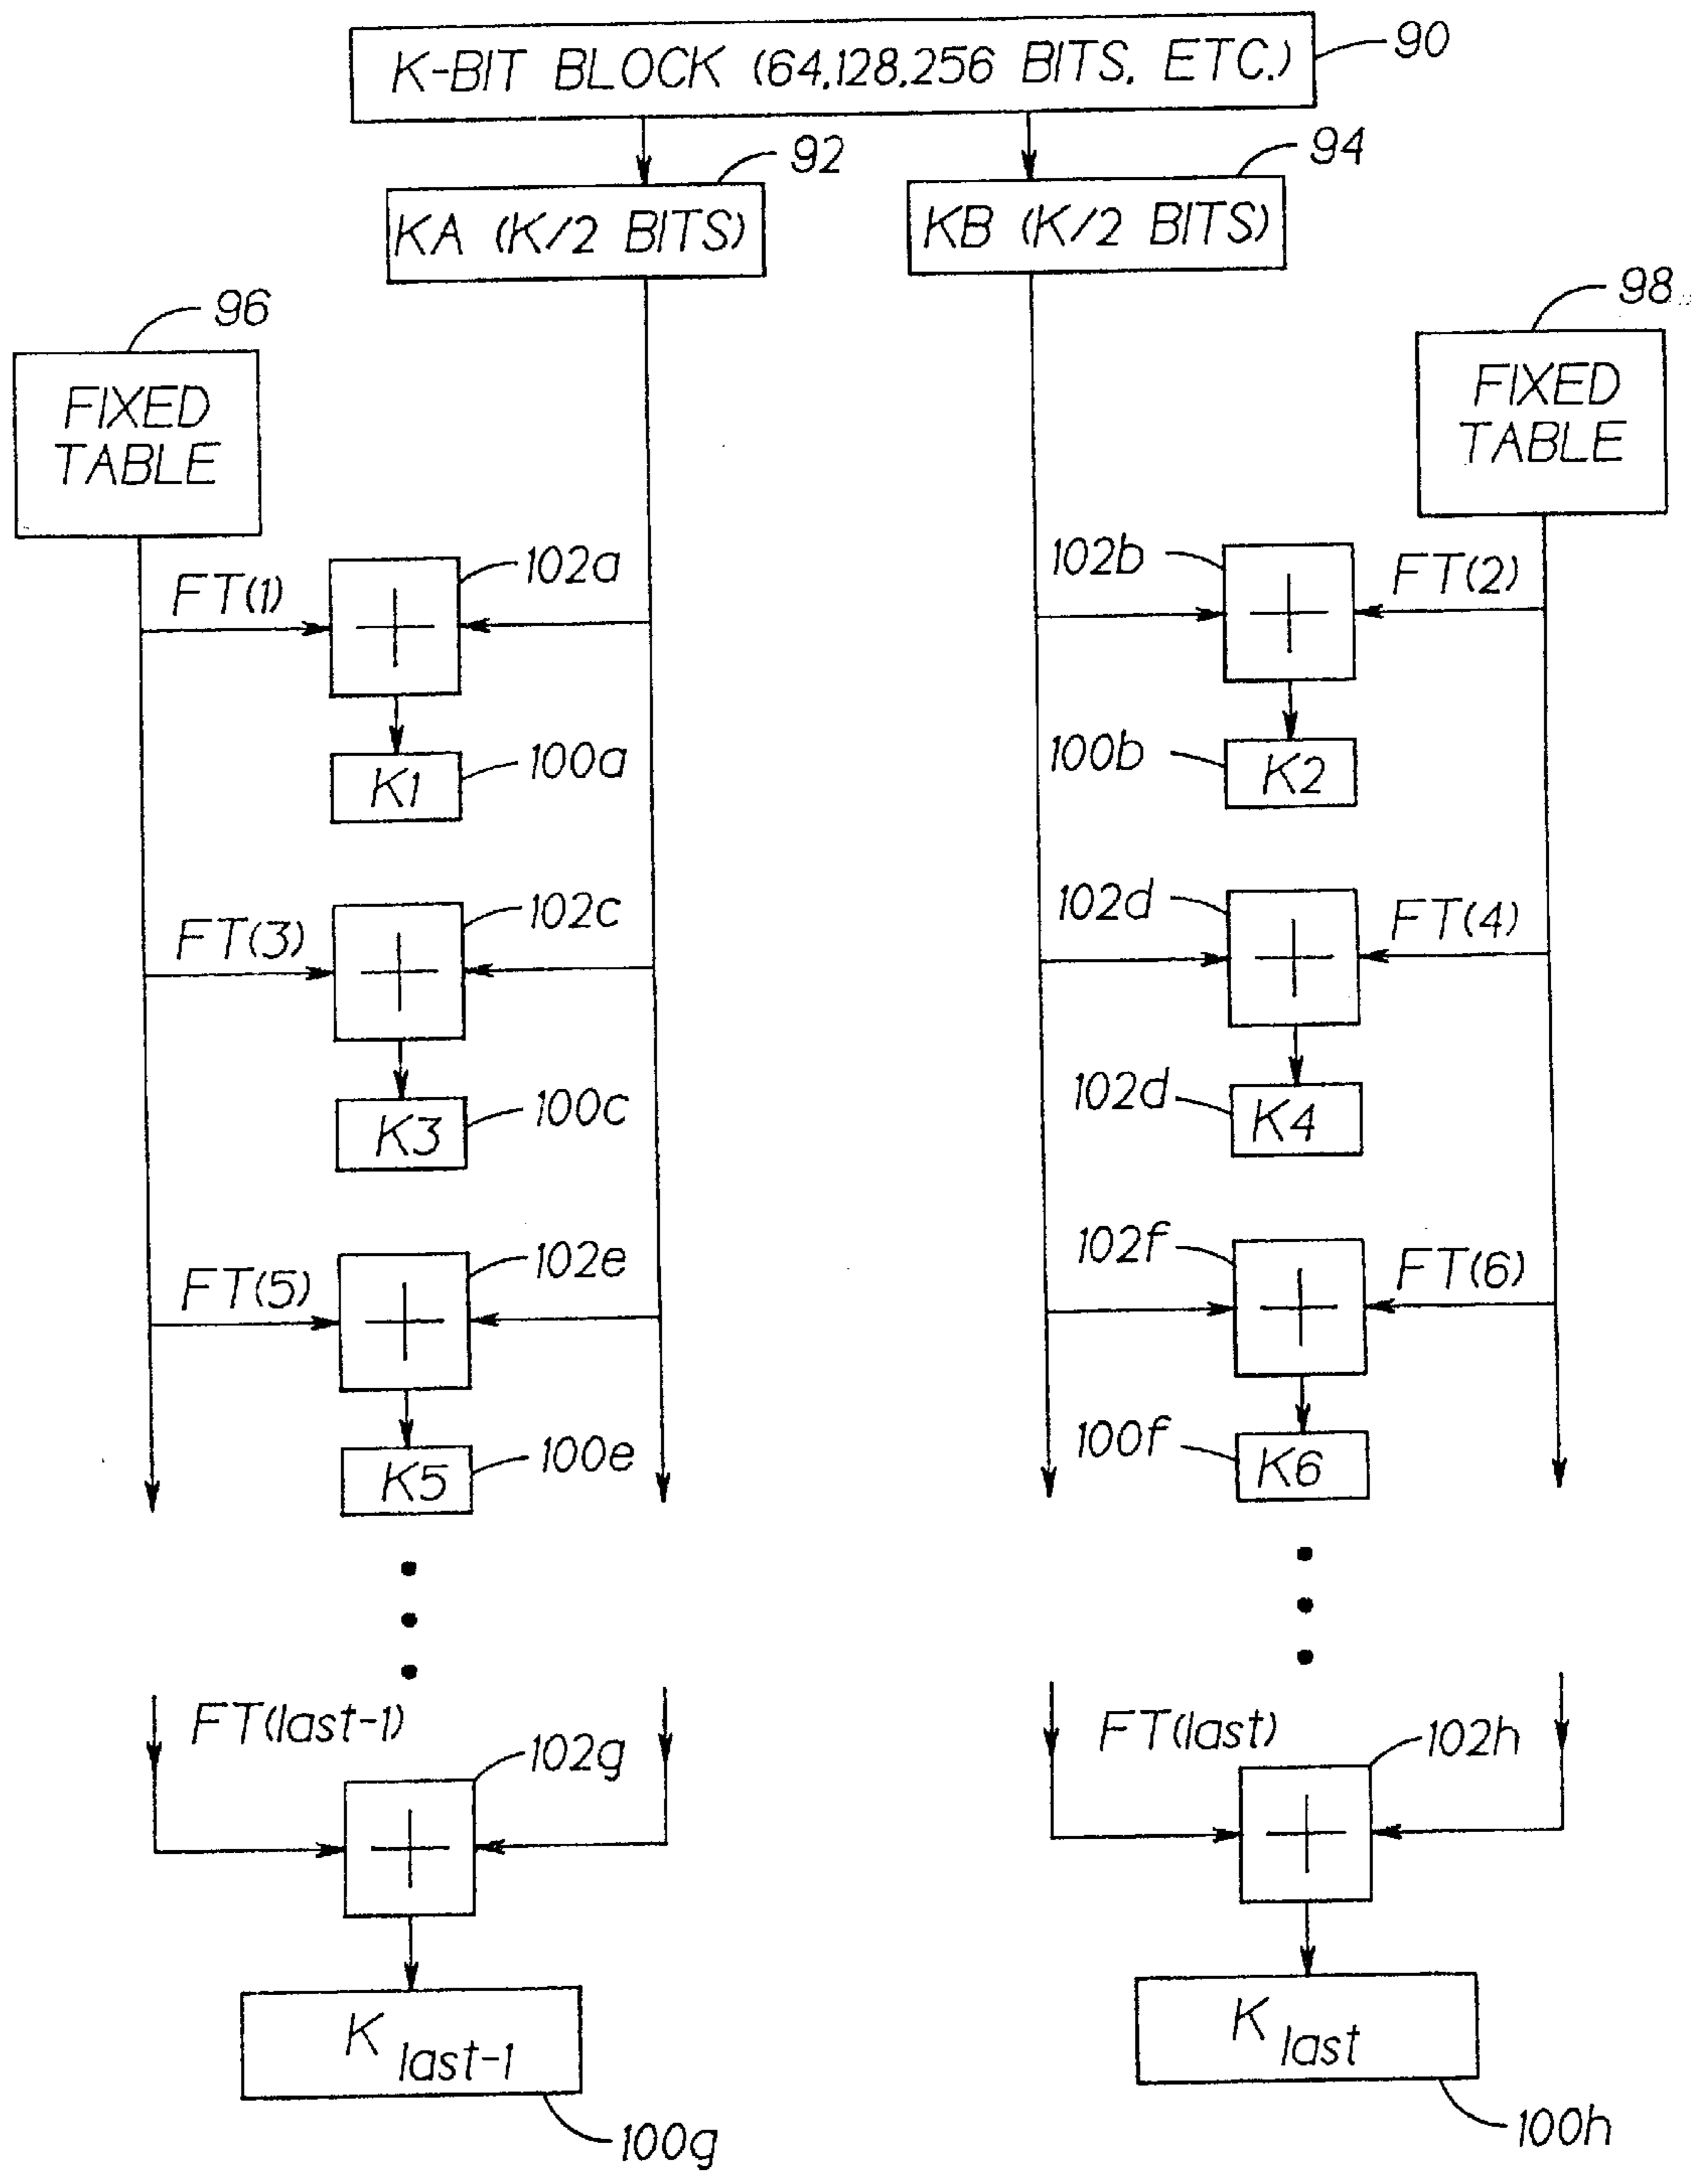 K-BIT BLOCK (64,128,256 BITS, ETC.)
90
92
94
KA (K/2 BITS)
KB (K/2 BITS)
96
98
FIXED
TABLE
FIXED
TABLE
FT(1)
102a
102b
FT(2)
K1
100a
100b
K2
FT(3)
102c
102d
FT(4)
K3
100c
102d
K4
FT(5)
102e
102f
FT(6)
K5
100e
100f
K6
FT(last-1)
102g
FT(last)
102h
K last-1
K last
100g
100h